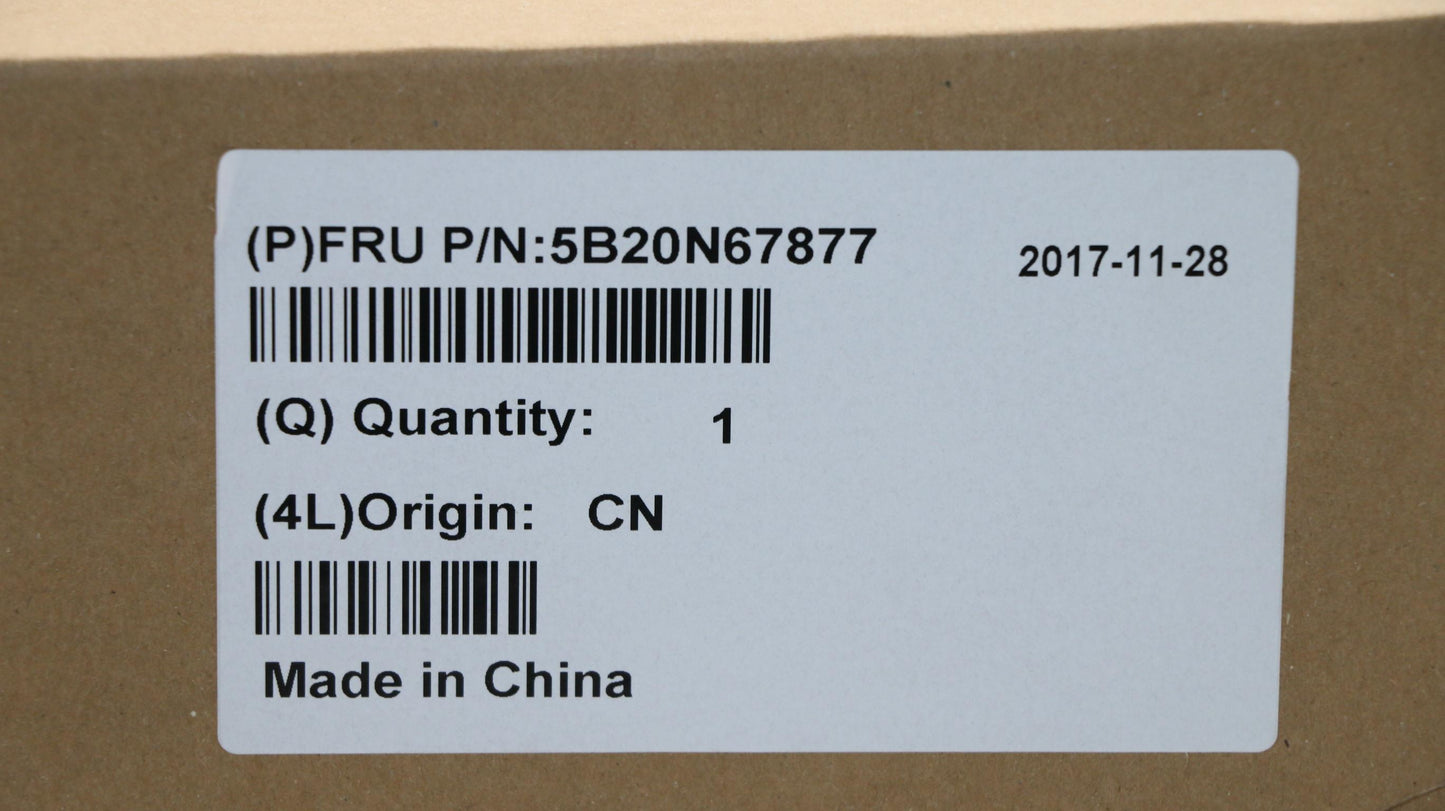 (P)FRU P/N:5B20N67877 2017-11-28
(Q) Quantity: 1
(4L)Origin: CN
Made in China